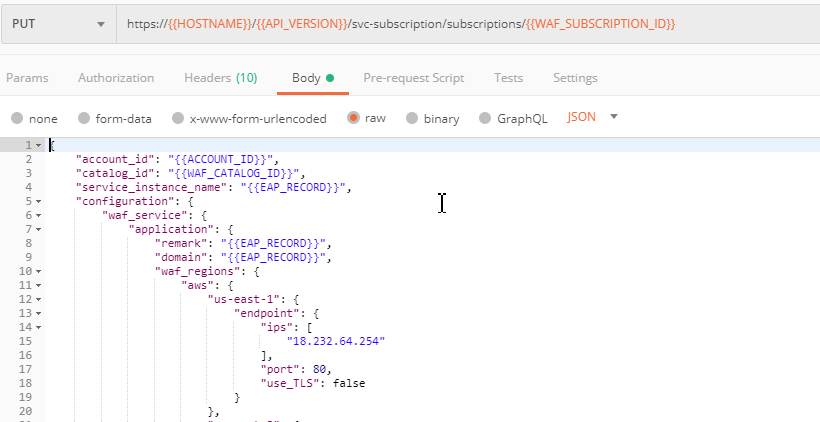 PUT https://{{HOSTNAME}}/{{API_VERSION}}/svc-subscription/subscriptions/{{WAF_SUBSCRIPTION_ID}}
Params Authorization Headers (10) Body Pre-request Script Tests Settings
none form-data x-www-form-urlencoded raw binary GraphQL JSON
1 {
2 "account_id": "{{ACCOUNT_ID}}",
3 "catalog_id": "{{WAF_CATALOG_ID}}",
4 "service_instance_name": "{{EAP_RECORD}}",
5 "configuration": {
6 "waf_service": {
7 "application": {
8 "remark": "{{EAP_RECORD}}",
9 "domain": "{{EAP_RECORD}}",
10 "waf_regions": {
11 "aws": {
12 "us-east-1": {
13 "endpoint": {
14 "ips": [
15 "18.232.64.254"
16 ],
17 "port": 80,
18 "use_TLS": false
19 }
20 },